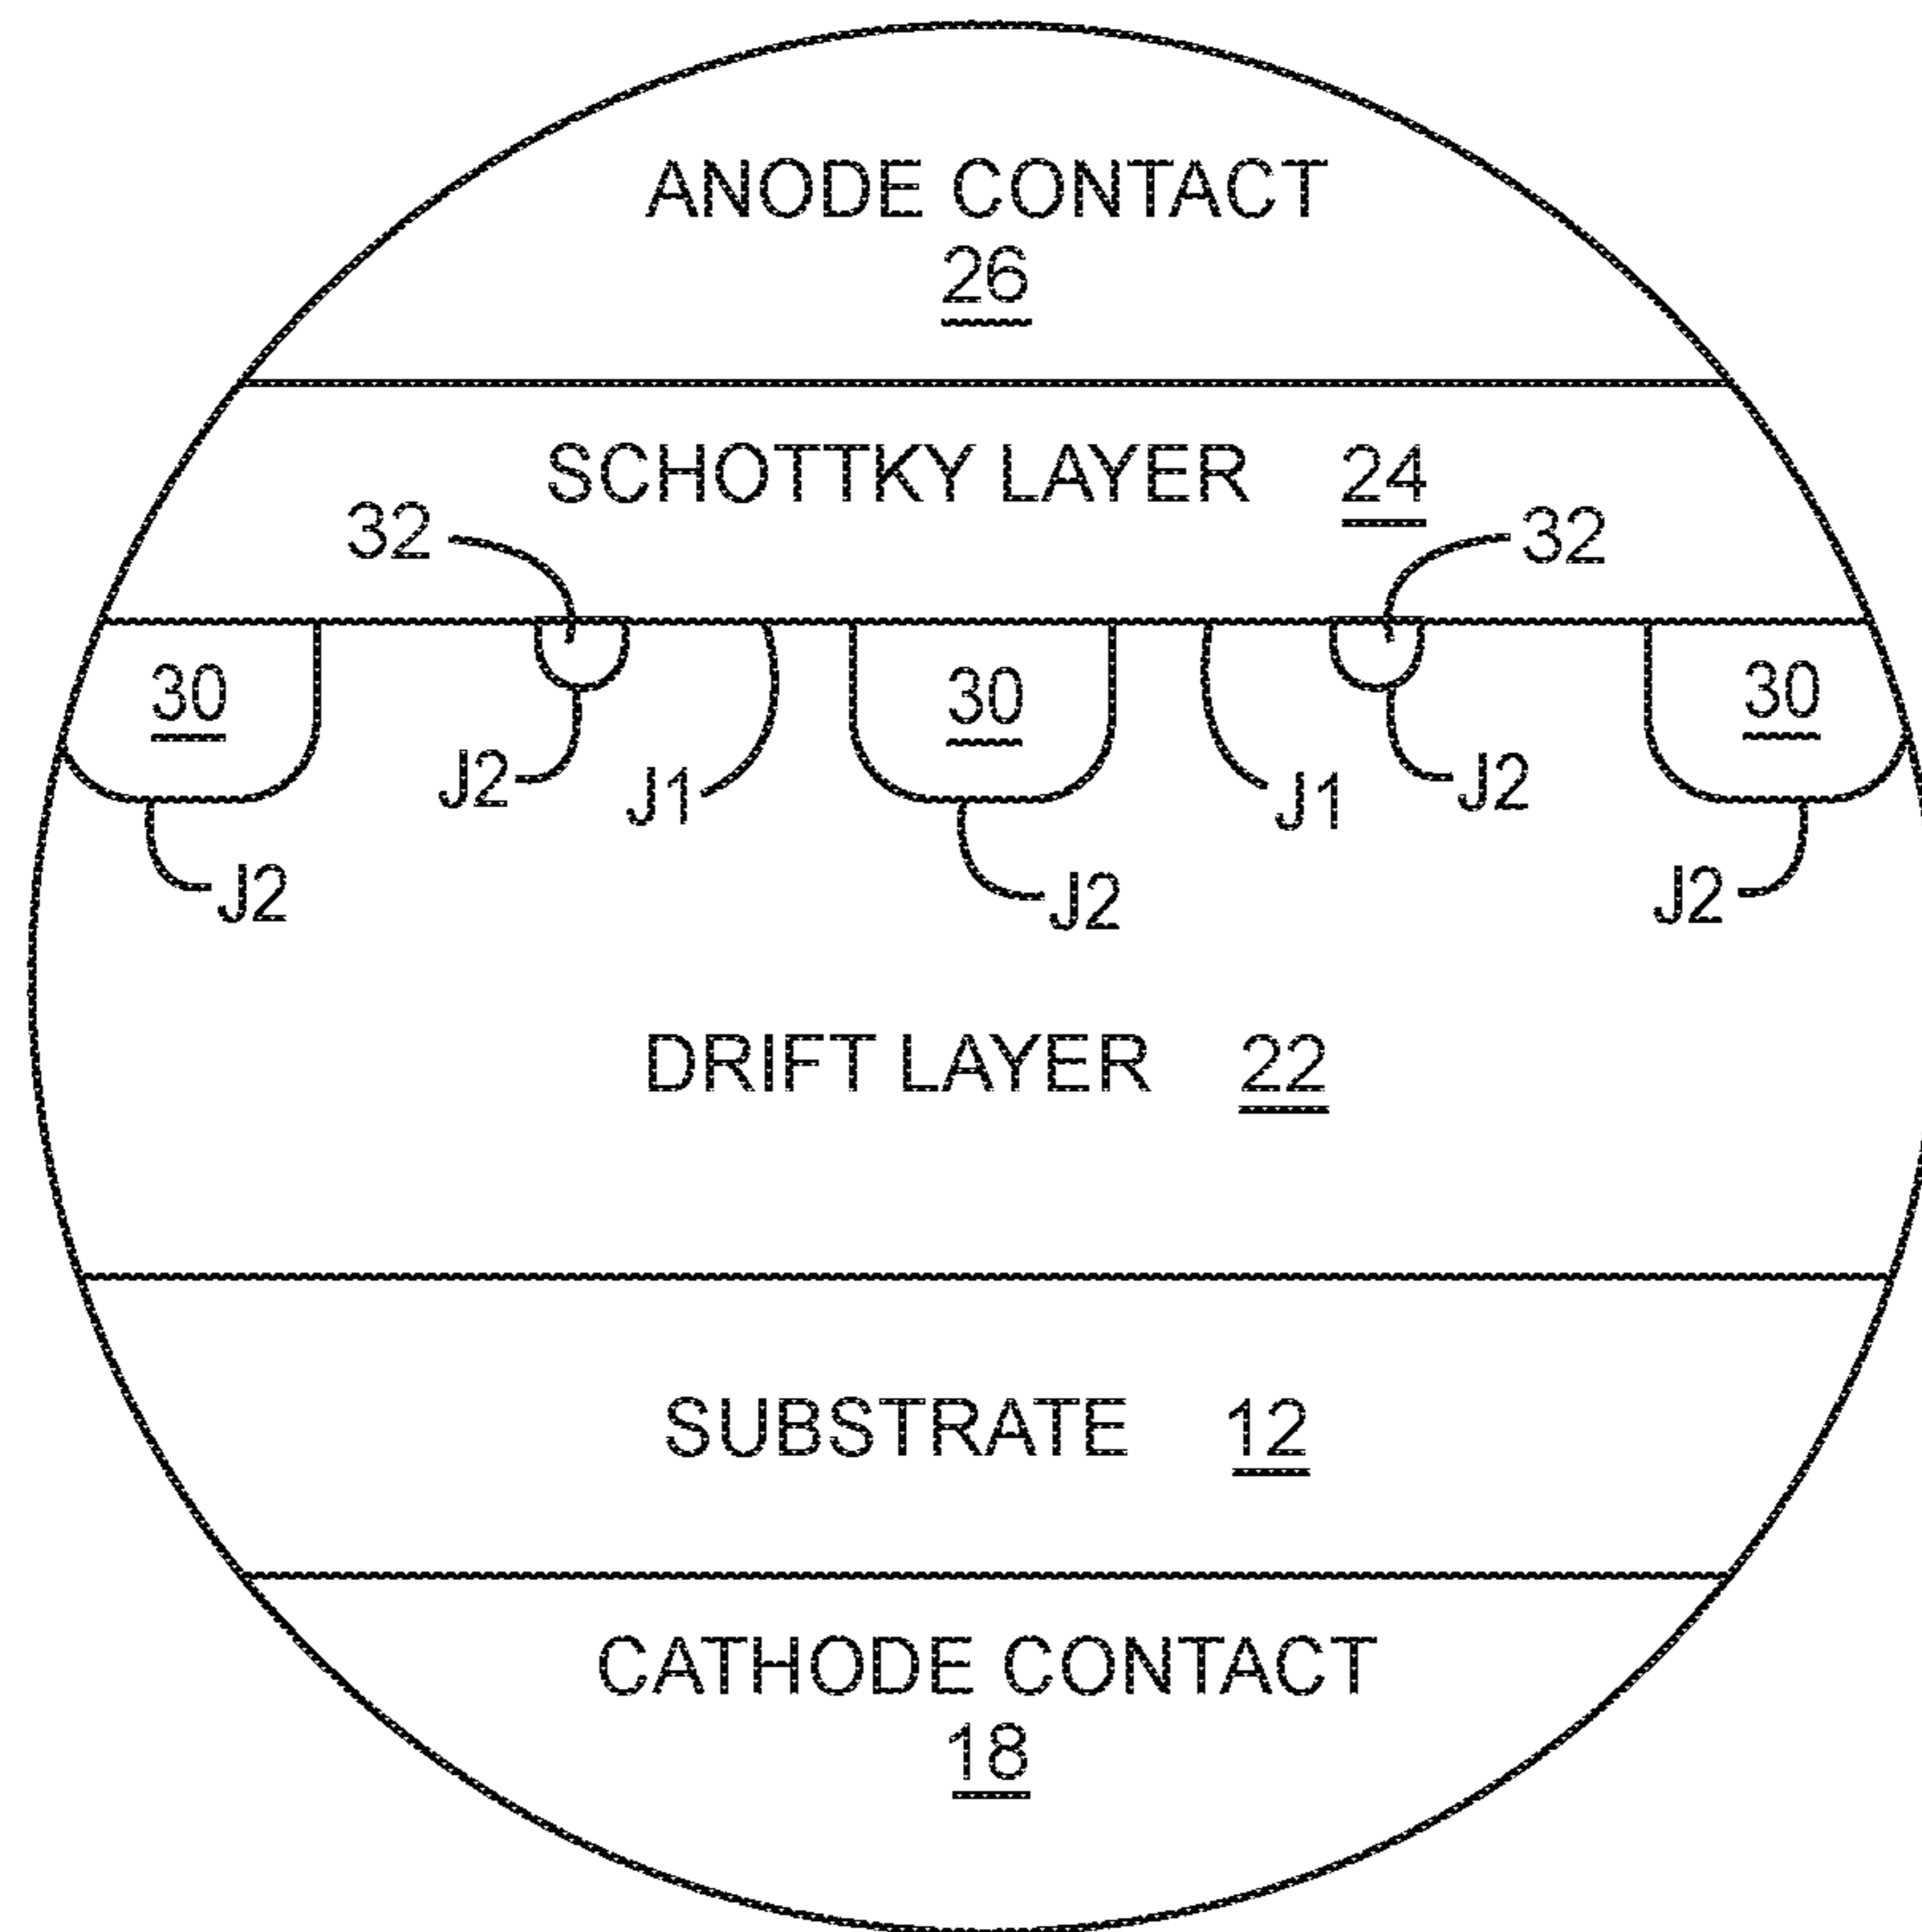 ANODE CONTACT
26
SCHOTTKY LAYER 24
32 32
30 30 30
J2 J1 J1 J2
J2 J2 J2
DRIFT LAYER 22
SUBSTRATE 12
CATHODE CONTACT
18